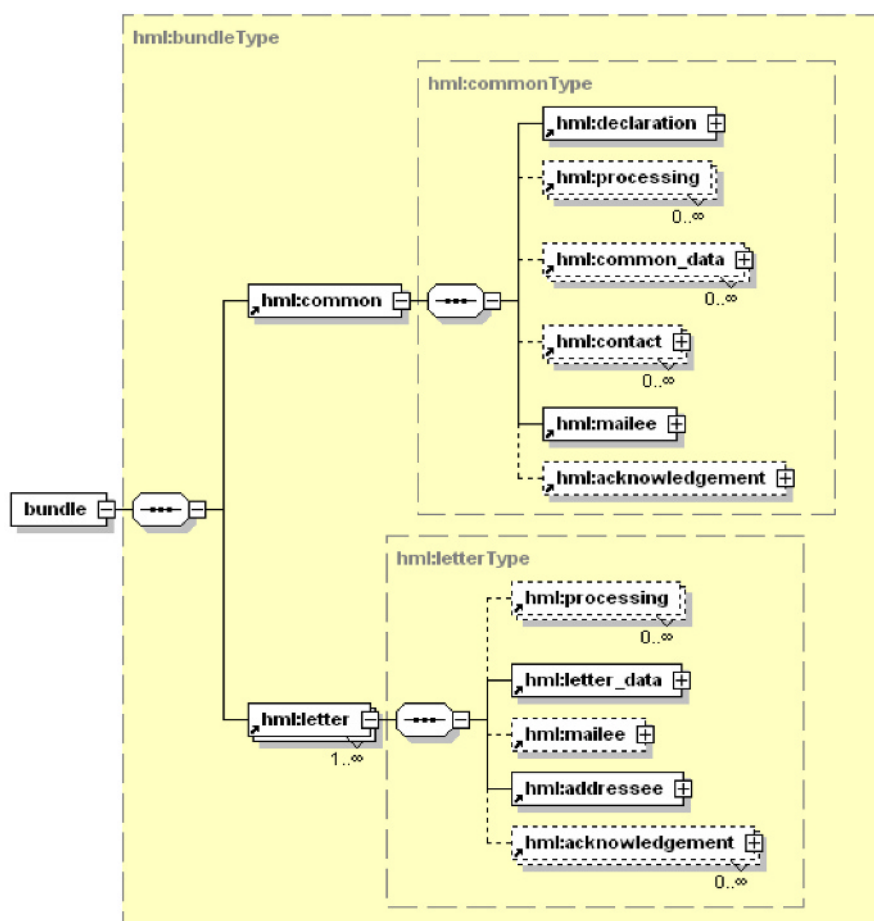 hml:bundleType
hml:commonType
hml:declaration
hml:processing
0..∞
hml:common_data
0..∞
hml:common
hml:contact
0..∞
hml:mailee
hml:acknowledgement
bundle
hml:letterType
hml:processing
0..∞
hml:letter_data
hml:letter
1..∞
hml:mailee
hml:addressee
hml:acknowledgement
0..∞